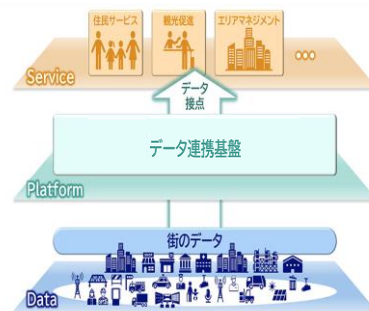 住民サービス
観光促進
エリアマネジメント
Service
データ
接点
データ連携基盤
Platform
街のデータ
Data